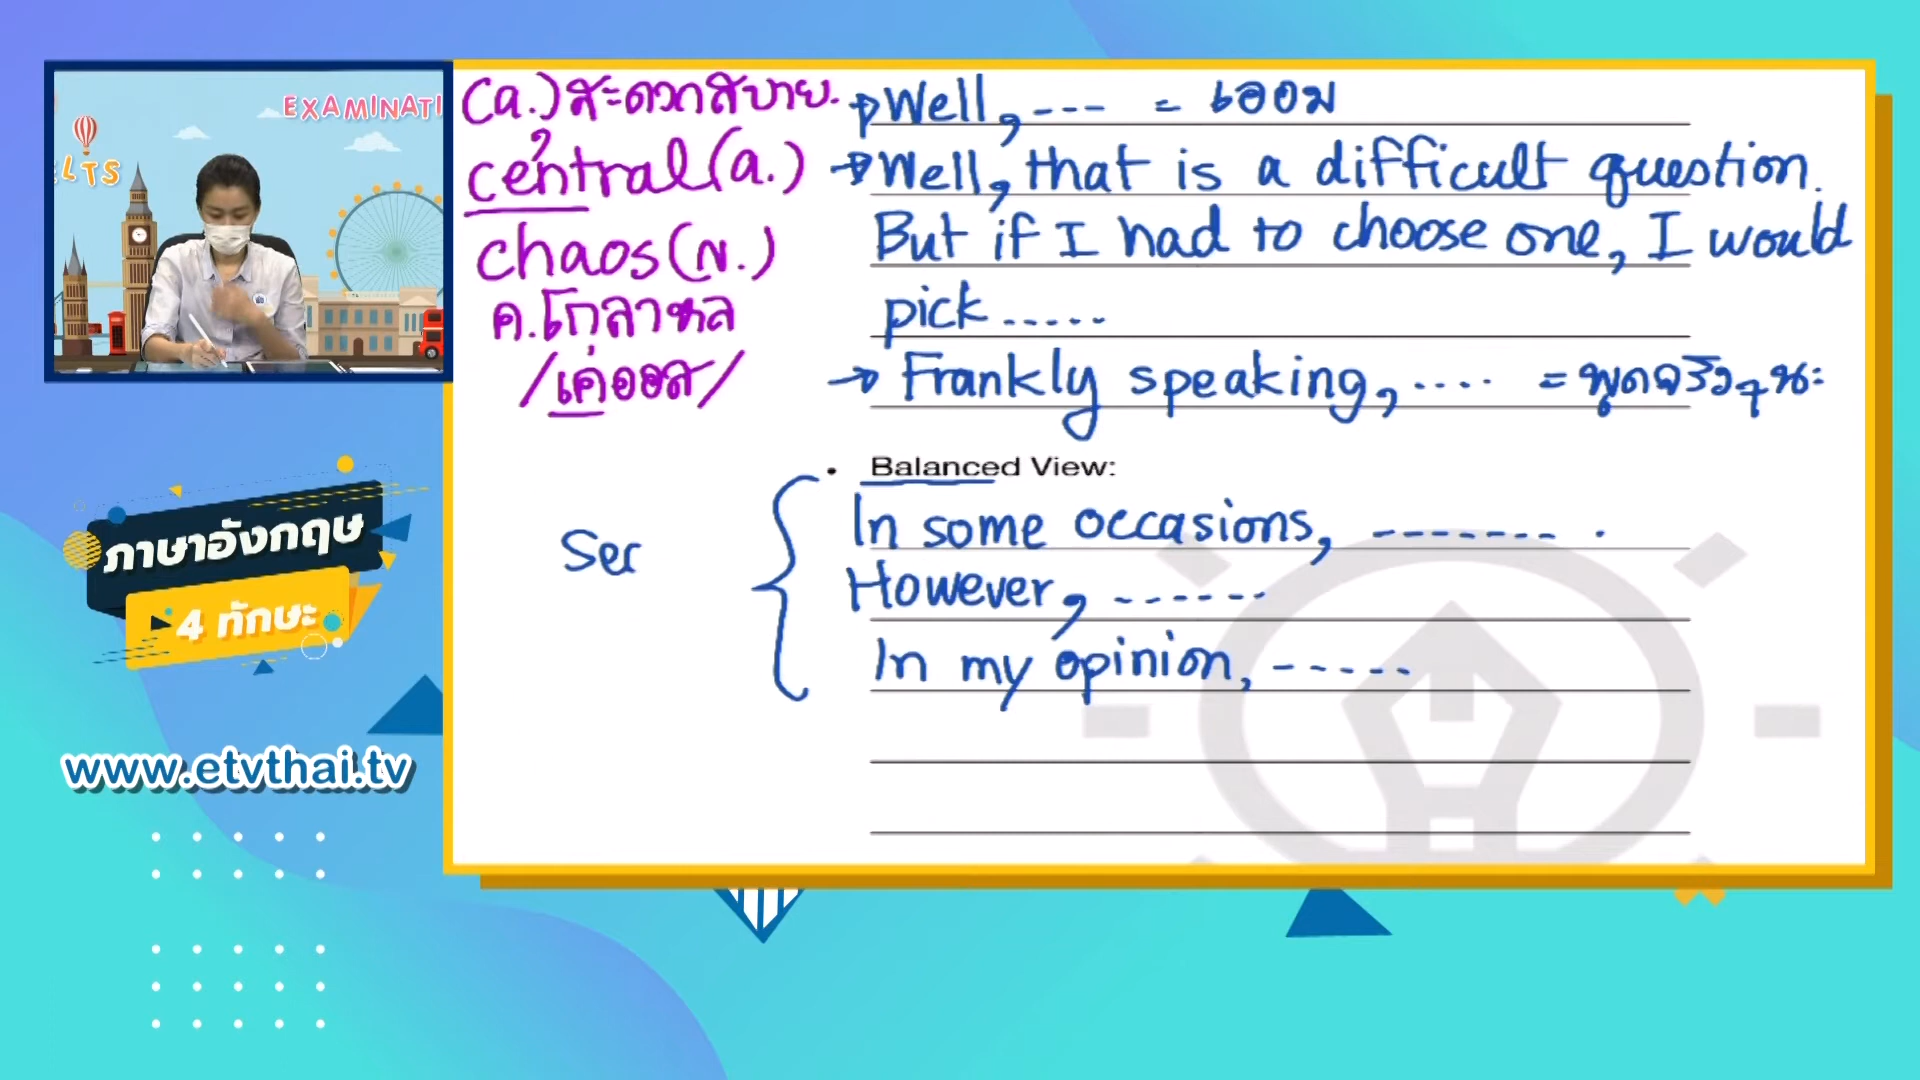 EXAMINATI
ELTS
(a.) สะดวกสบาย.
central (a.)
chaos (N.)
ค.โกลาหล
/เค่ออส/
Well, --- = เออม
Well, that is a difficult question.
But if I had to choose one, I would
pick .....
Frankly speaking, .... = พูดจริงๆนะ
• Balanced View:
In some occasions, -------- .
However, ------
In my opinion, -----
Ser
ภาษาอังกฤษ
4 ทักษะ
www.etvthai.tv